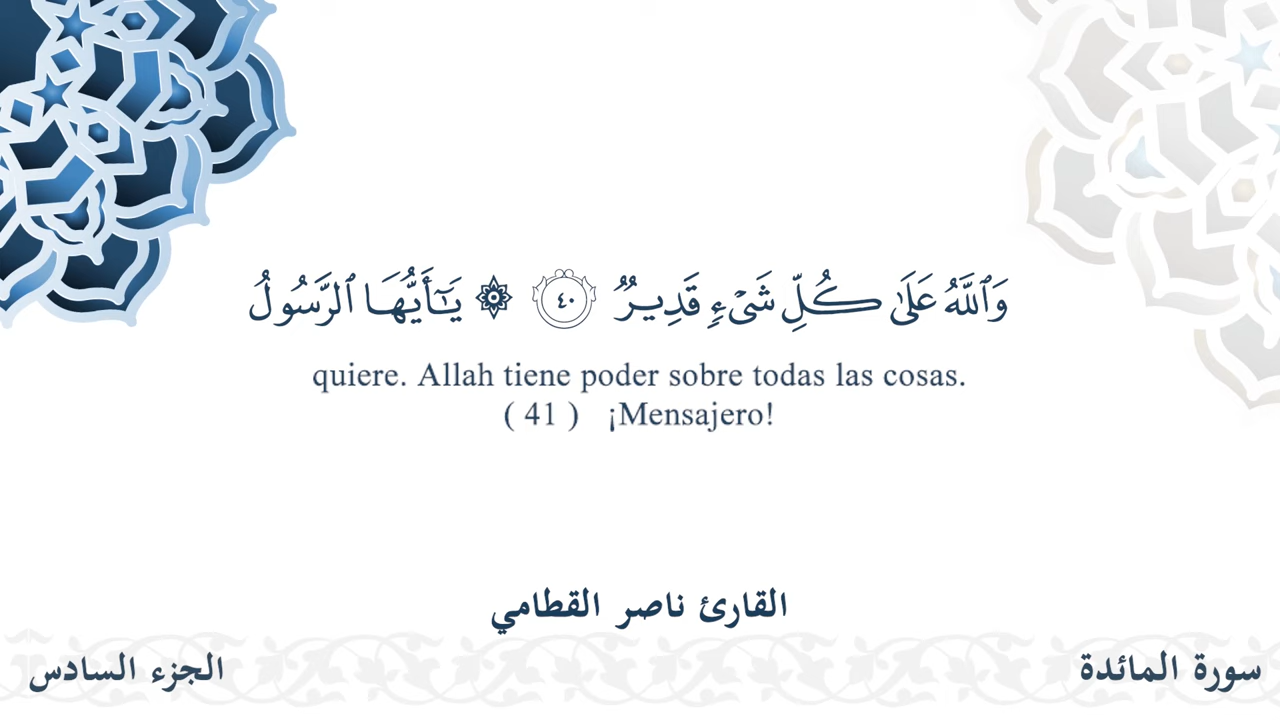 وَٱللَّهُ عَلَىٰ كُلِّ شَىْءٍۢ قَدِيرٌۭ ٤٠ ۞ يَـٰٓأَيُّهَا ٱلرَّسُولُ
quiere. Allah tiene poder sobre todas las cosas.
( 41 ) ¡Mensajero!
القارئ ناصر القطامي
سورة المائدة
الجزء السادس